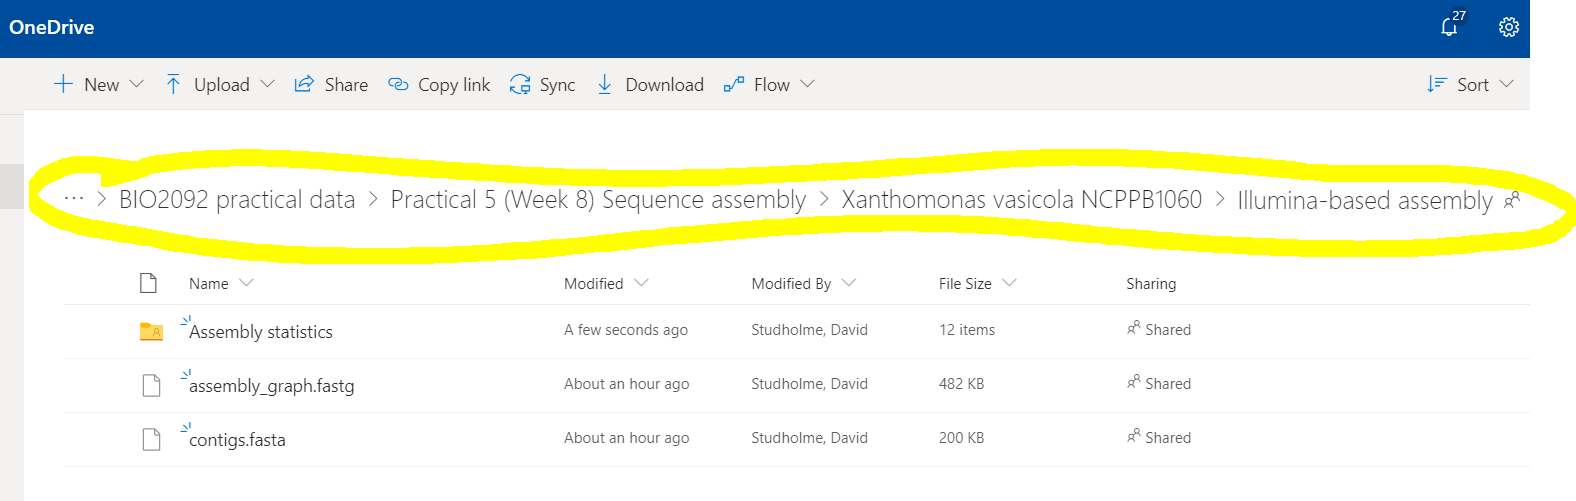 OneDrive 27
New Upload Share Copy link Sync Download Flow Sort
... > BIO2092 practical data > Practical 5 (Week 8) Sequence assembly > Xanthomonas vasicola NCPPB1060 > Illumina-based assembly
Name Modified Modified By File Size Sharing
Assembly statistics A few seconds ago Studholme, David 12 items Shared
assembly_graph.fastg About an hour ago Studholme, David 482 KB Shared
contigs.fasta About an hour ago Studholme, David 200 KB Shared